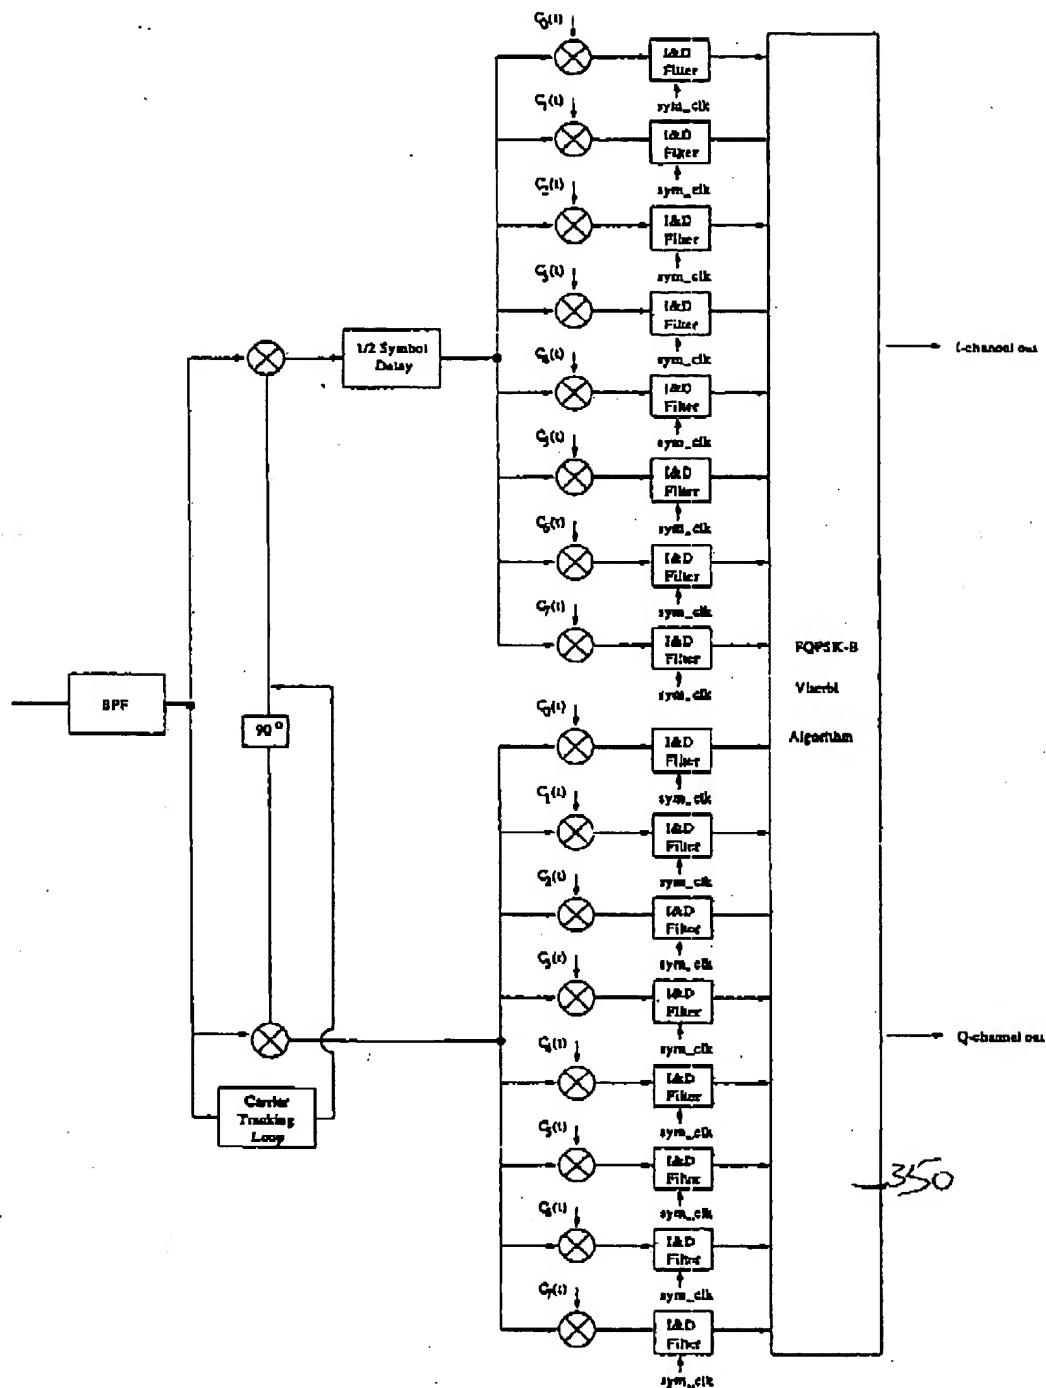 C0(t)
I&D
Filter
sym_clk
C1(t)
I&D
Filter
sym_clk
C2(t)
I&D
Filter
sym_clk
C3(t)
I&D
Filter
sym_clk
1/2 Symbol
Delay
I-channel out
C4(t)
I&D
Filter
sym_clk
C5(t)
I&D
Filter
sym_clk
C6(t)
I&D
Filter
sym_clk
C7(t)
I&D
Filter
sym_clk
FQPSK-B
Viterbi
Algorithm
BPF
90°
C0(t)
I&D
Filter
sym_clk
C1(t)
I&D
Filter
sym_clk
C2(t)
I&D
Filter
sym_clk
C3(t)
I&D
Filter
sym_clk
Q-channel out
C4(t)
I&D
Filter
sym_clk
Carrier
Tracking
Loop
C5(t)
I&D
Filter
sym_clk
350
C6(t)
I&D
Filter
sym_clk
C7(t)
I&D
Filter
sym_clk